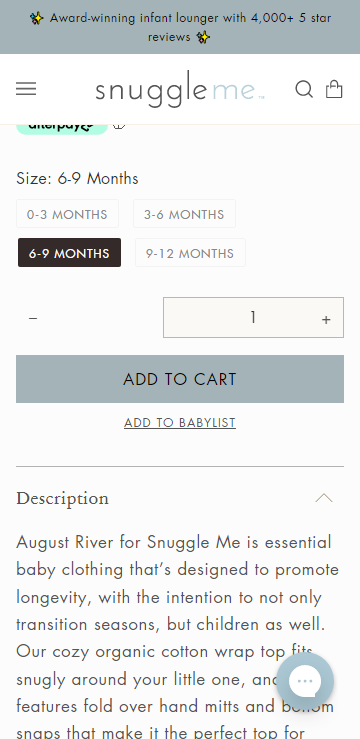 ✨ Award-winning infant lounger with 4,000+ 5 star
reviews ✨
snuggleme™
afterpay
Size: 6-9 Months
0-3 MONTHS
3-6 MONTHS
6-9 MONTHS
9-12 MONTHS
− 1 +
ADD TO CART
ADD TO BABYLIST
Description
August River for Snuggle Me is essential
baby clothing that’s designed to promote
longevity, with the intention to not only
transition seasons, but children as well.
Our cozy organic cotton wrap top fits
snugly around your little one, and
features fold over hand mitts and bottom
snaps that make it the perfect top for